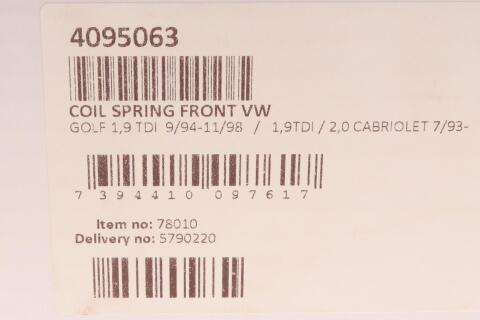 4095063
COIL SPRING FRONT VW
GOLF 1,9 TDI 9/94-11/98 / 1,9TDI / 2,0 CABRIOLET 7/93-
7 394410 097617
Item no: 78010
Delivery no: 5790220